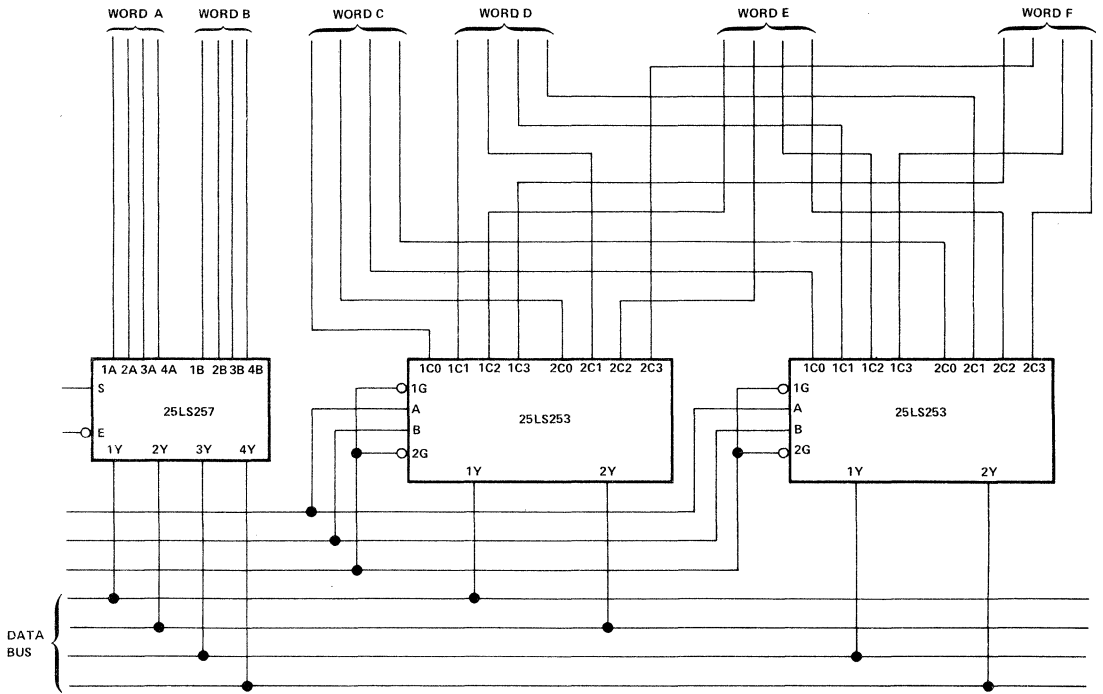 WORD A WORD B WORD C WORD D WORD E WORD F
1A 2A 3A 4A 1B 2B 3B 4B
S
25LS257
E
1Y 2Y 3Y 4Y
1C0 1C1 1C2 1C3 2C0 2C1 2C2 2C3
1G
A
25LS253
B
2G
1Y 2Y
1C0 1C1 1C2 1C3 2C0 2C1 2C2 2C3
1G
A
25LS253
B
2G
1Y 2Y
DATA
BUS